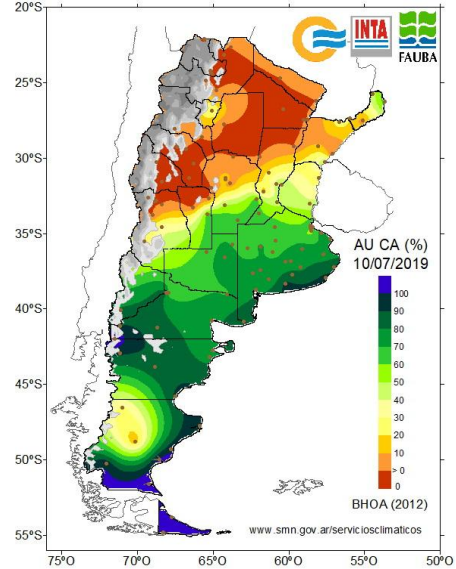 20°S
INTA
FAUBA
25°S
30°S
35°S
AU CA (%)
10/07/2019
100
40°S
90
80
70
60
50
45°S
40
30
20
10
50°S
> 0
0
BHOA (2012)
www.smn.gov.ar/serviciosclimaticos
55°S
75°O
70°O
65°O
60°O
55°O
50°O